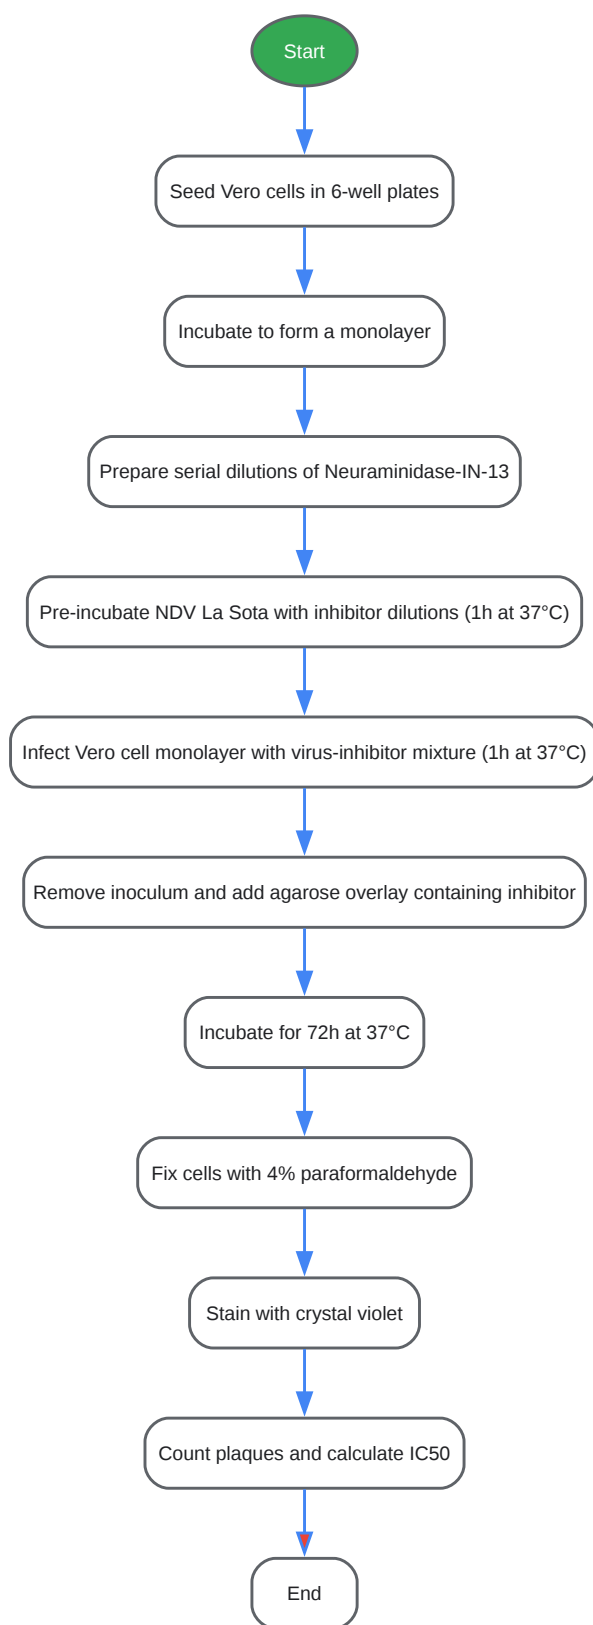 Start
Seed Vero cells in 6-well plates
Incubate to form a monolayer
Prepare serial dilutions of Neuraminidase-IN-13
Pre-incubate NDV La Sota with inhibitor dilutions (1h at 37°C)
Infect Vero cell monolayer with virus-inhibitor mixture (1h at 37°C)
Remove inoculum and add agarose overlay containing inhibitor
Incubate for 72h at 37°C
Fix cells with 4% paraformaldehyde
Stain with crystal violet
Count plaques and calculate IC50
End